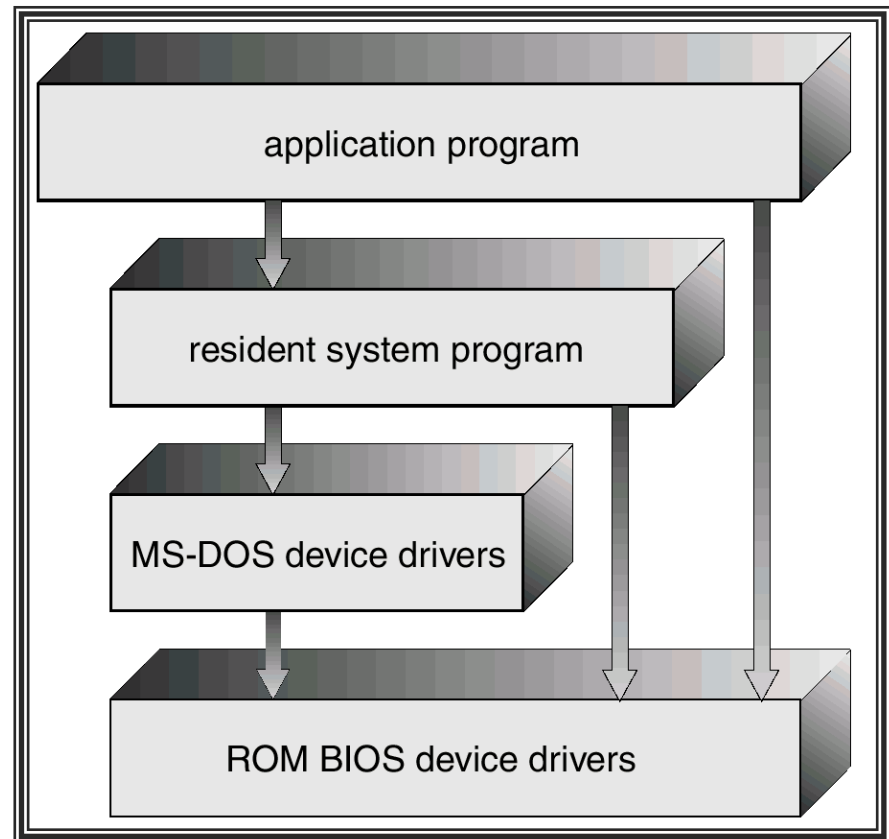 application program
resident system program
MS-DOS device drivers
ROM BIOS device drivers